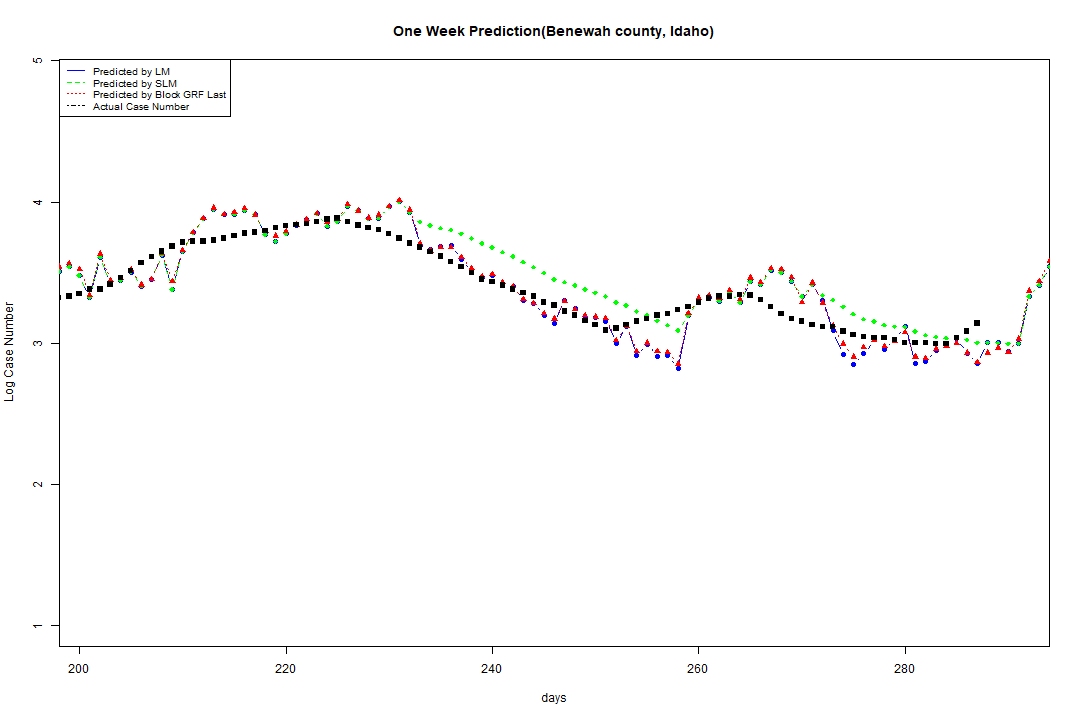 One Week Prediction(Benewah county, Idaho)
5
Predicted by LM
Predicted by SLM
Predicted by Block GRF Last
Actual Case Number
4
3
2
1
Log Case Number
200 220 240 260 280
days